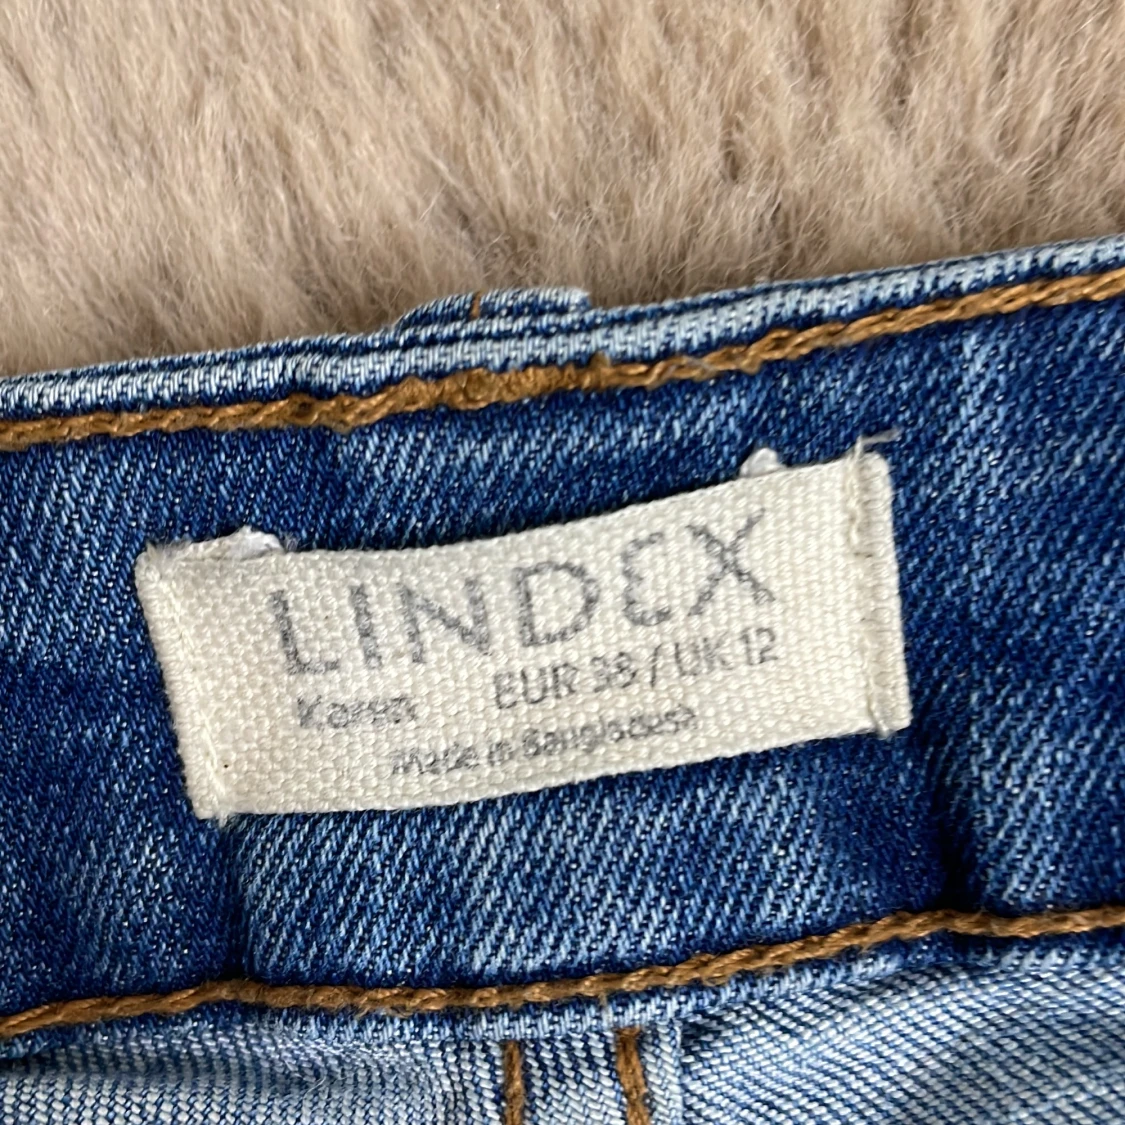 LINDEX
Karen EUR 38 / UK 12
Made in Bangladesh